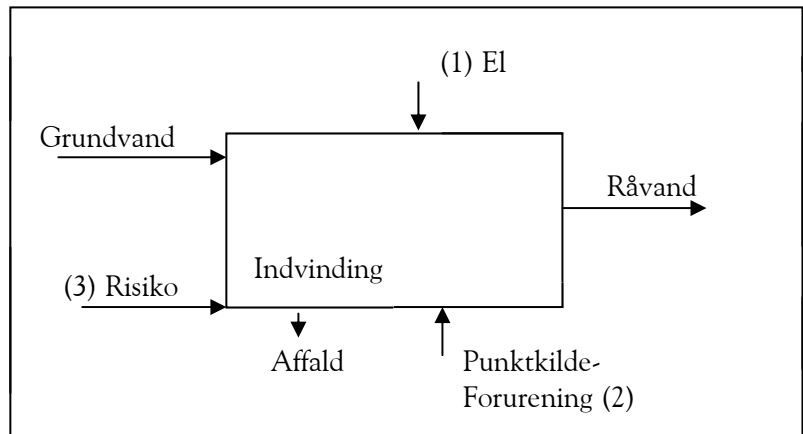 (1) El
Grundvand
Råvand
(3) Risiko
Indvinding
Affald
Punktkilde-
Forurening (2)